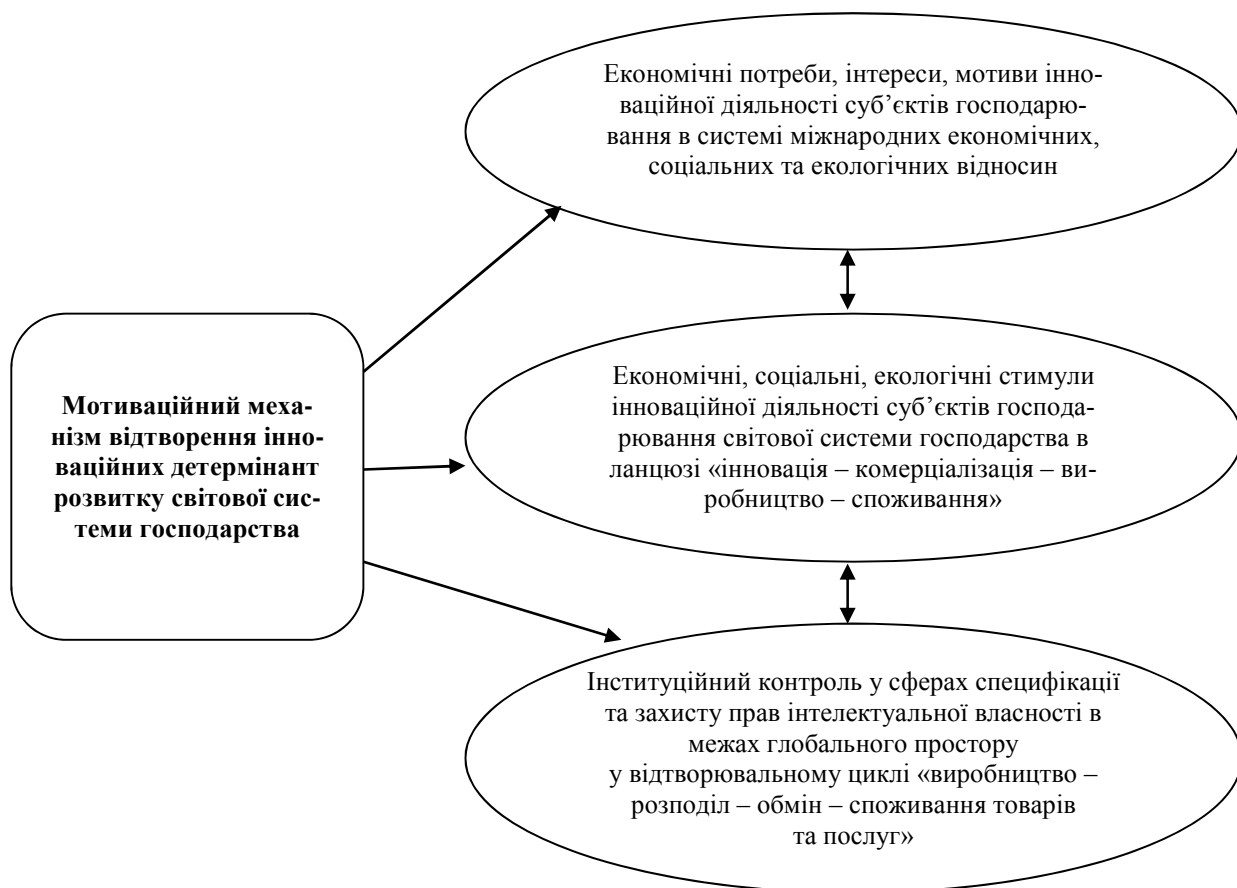 Економічні потреби, інтереси, мотиви інно-
ваційної діяльності суб’єктів господарю-
вання в системі міжнародних економічних,
соціальних та екологічних відносин
Мотиваційний меха-
нізм відтворення інно-
ваційних детермінант
розвитку світової сис-
теми господарства
Економічні, соціальні, екологічні стимули
інноваційної діяльності суб’єктів господа-
рювання світової системи господарства в
ланцюзі «інновація – комерціалізація – ви-
робництво – споживання»
Інституційний контроль у сферах специфікації
та захисту прав інтелектуальної власності в
межах глобального простору
у відтворювальному циклі «виробництво –
розподіл – обмін – споживання товарів
та послуг»